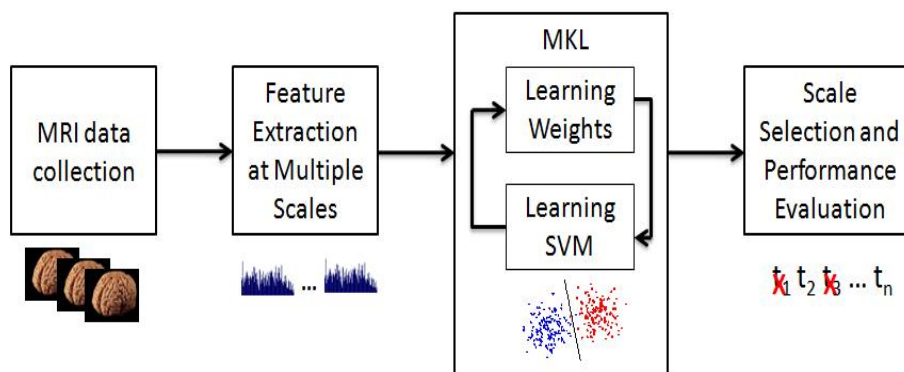 MRI data
collection
Feature
Extraction
at Multiple
Scales
...
MKL
Learning
Weights
Learning
SVM
Scale
Selection and
Performance
Evaluation
t1 t2 t3 ... tn